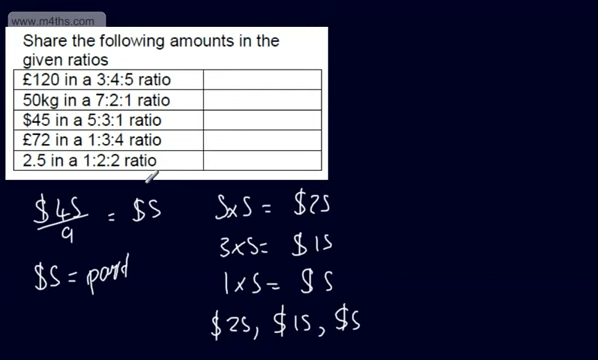 www.m4ths.com
Share the following amounts in the
given ratios
£120 in a 3:4:5 ratio
50kg in a 7:2:1 ratio
$45 in a 5:3:1 ratio
£72 in a 1:3:4 ratio
2.5 in a 1:2:2 ratio
$45/9 = $5
$5 = part
5x5 = $25
3x5= $15
1x5= $5
$25, $15, $5